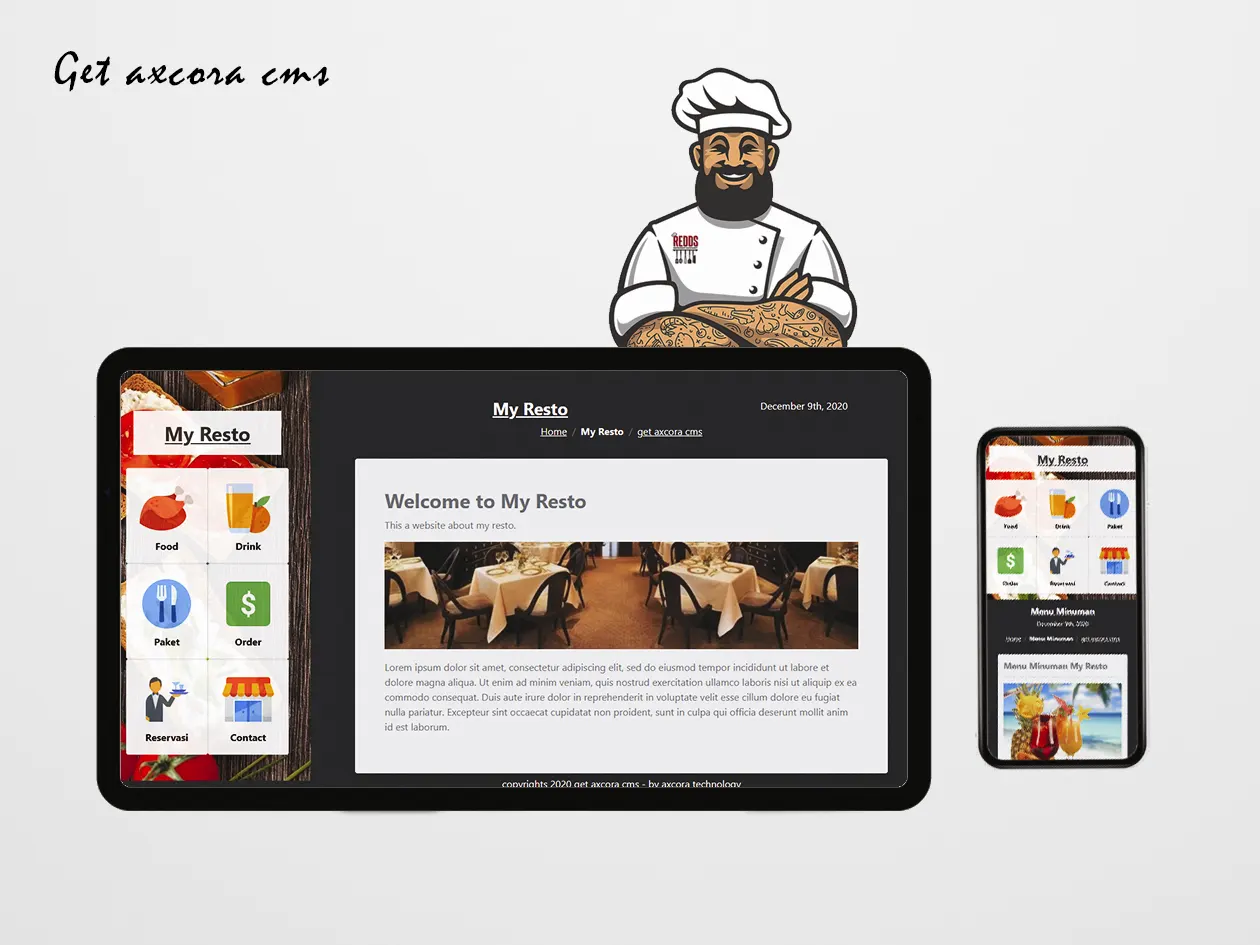 Get axcora cms
REDDS
My Resto
Food
Drink
Paket
Order
Reservasi
Contact
My Resto
December 9th, 2020
Home / My Resto / get axcora cms
Welcome to My Resto
This a website about my resto.
Lorem ipsum dolor sit amet, consectetur adipiscing elit, sed do eiusmod tempor incididunt ut labore et
dolore magna aliqua. Ut enim ad minim veniam, quis nostrud exercitation ullamco laboris nisi ut aliquip ex ea
commodo consequat. Duis aute irure dolor in reprehenderit in voluptate velit esse cillum dolore eu fugiat
nulla pariatur. Excepteur sint occaecat cupidatat non proident, sunt in culpa qui officia deserunt mollit anim
id est laborum.
copyrights 2020 get axcora cms - by axcora technology
My Resto
Food
Drink
Paket
Order
Reservasi
Contact
Menu Minuman
December 9th, 2020
Home / Menu Minuman / get axcora cms
Menu Minuman My Resto